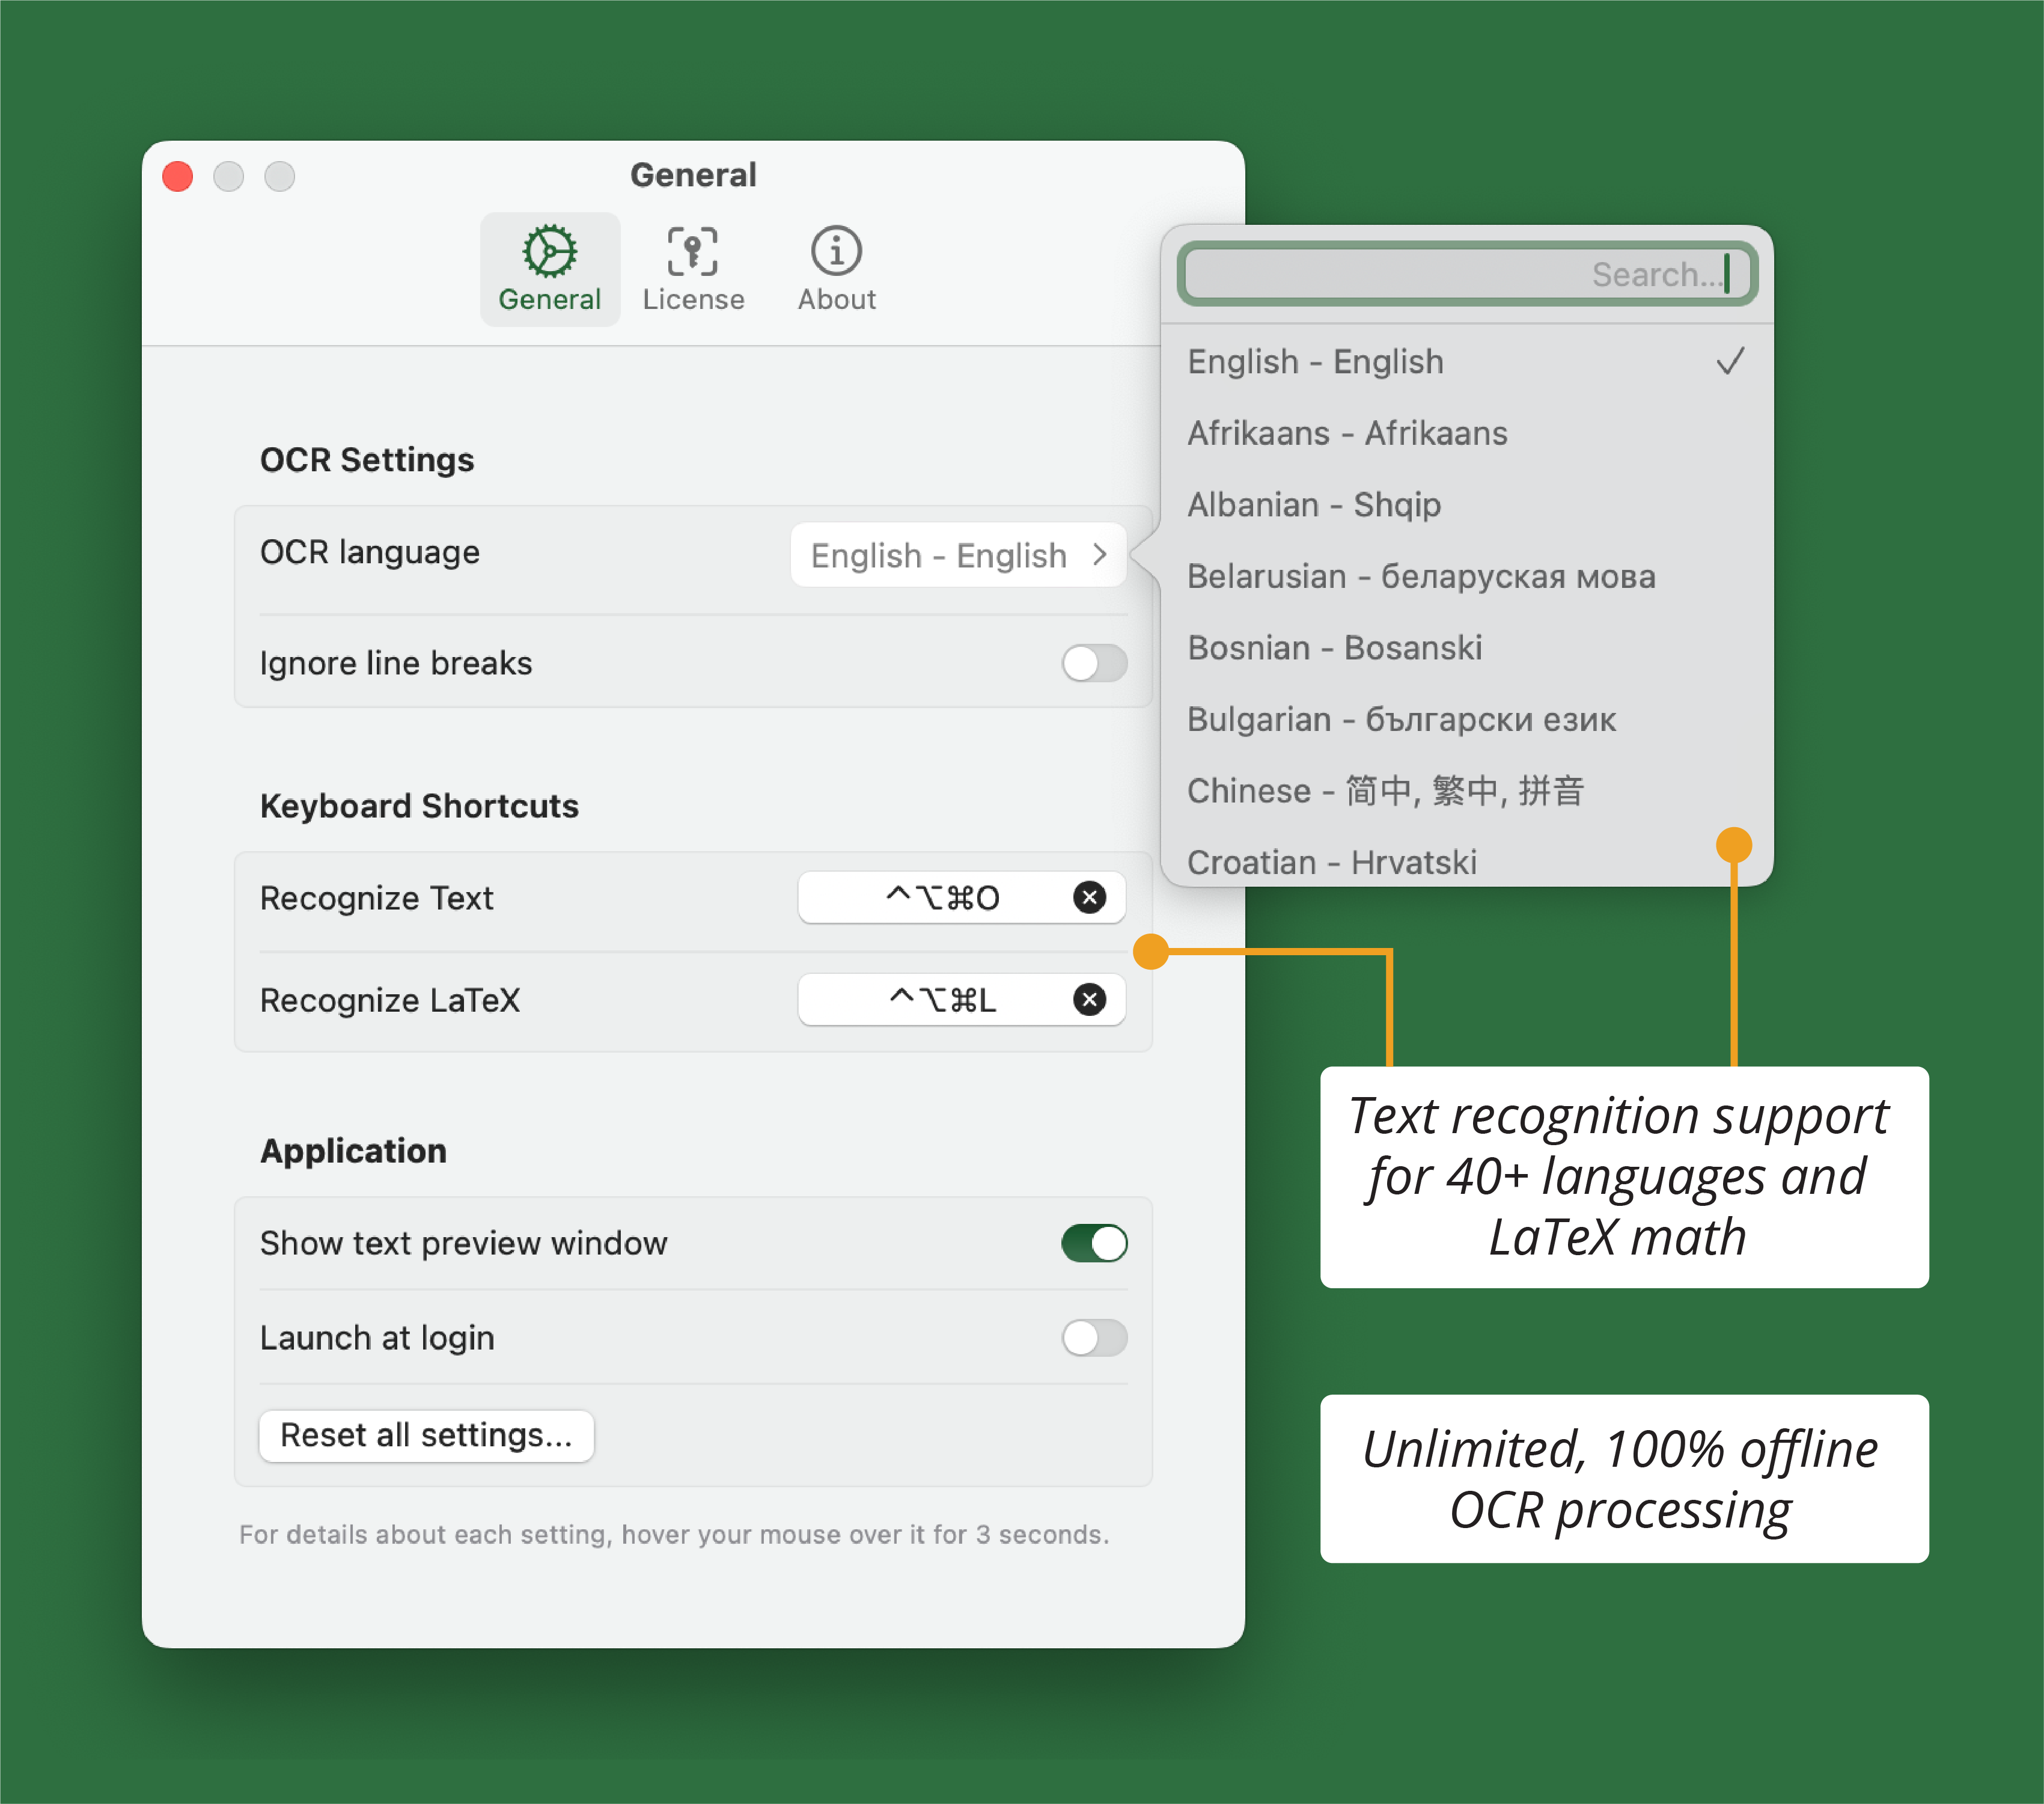 General
General
License
About
OCR Settings
OCR language
English - English
Ignore line breaks
Keyboard Shortcuts
Recognize Text
⌃⌥⌘O
Recognize LaTeX
⌃⌥⌘L
Application
Show text preview window
Launch at login
Reset all settings...
For details about each setting, hover your mouse over it for 3 seconds.
Search...
English - English
Afrikaans - Afrikaans
Albanian - Shqip
Belarusian - беларуская мова
Bosnian - Bosanski
Bulgarian - български език
Chinese - 简中, 繁中, 拼音
Croatian - Hrvatski
Text recognition support
for 40+ languages and
LaTeX math
Unlimited, 100% offline
OCR processing